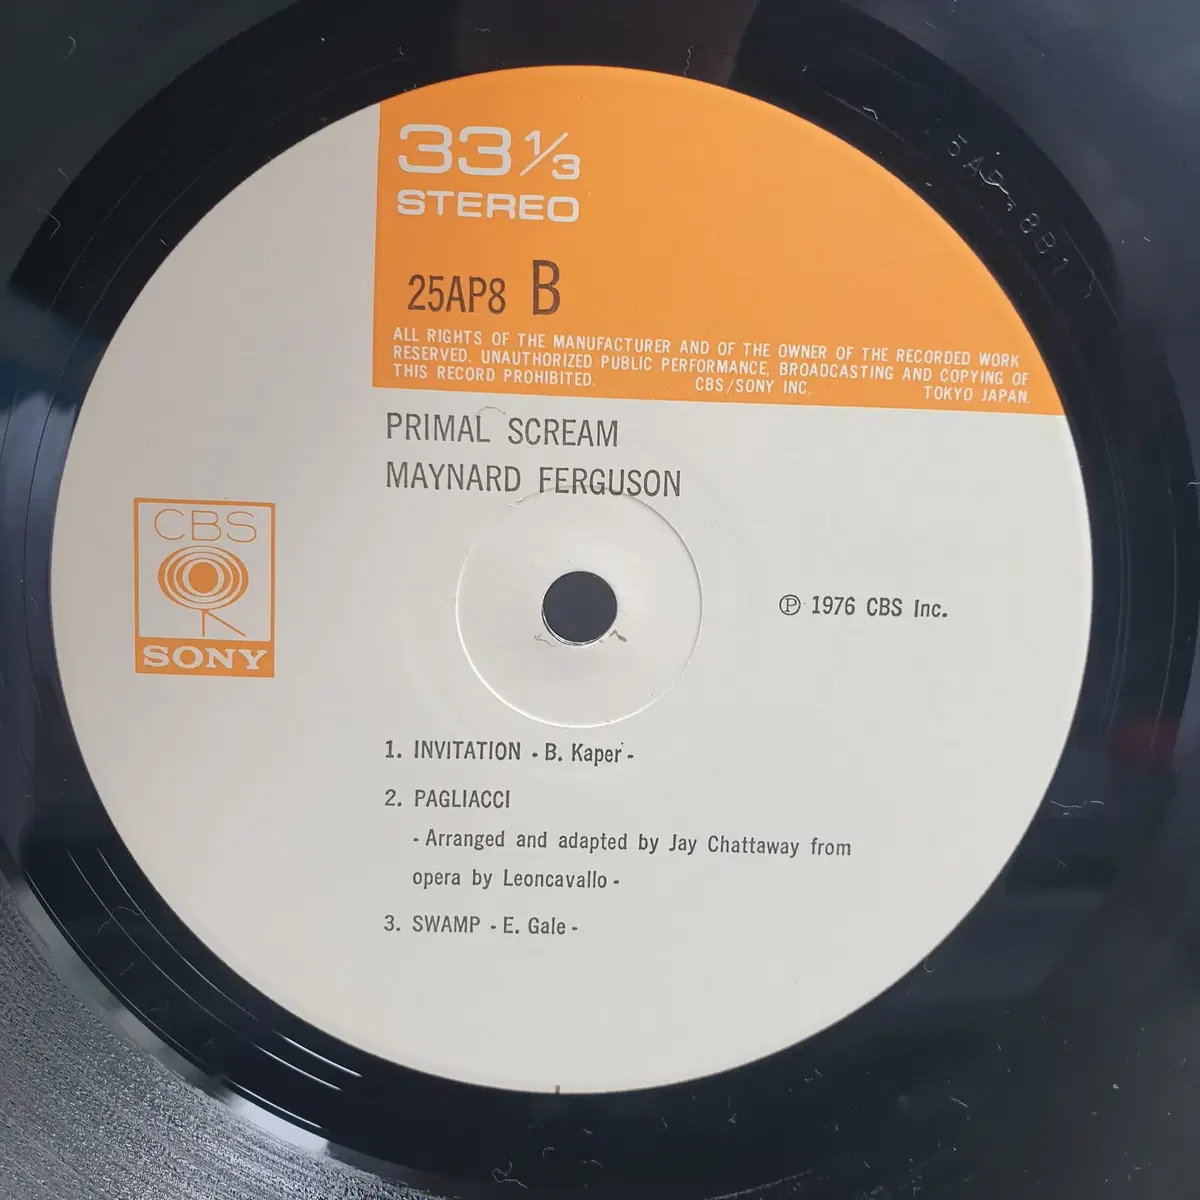 33 1/3
STEREO
25AP8 B
ALL RIGHTS OF THE MANUFACTURER AND OF THE OWNER OF THE RECORDED WORK
RESERVED. UNAUTHORIZED PUBLIC PERFORMANCE, BROADCASTING AND COPYING OF
THIS RECORD PROHIBITED. CBS/SONY INC. TOKYO JAPAN.
PRIMAL SCREAM
MAYNARD FERGUSON
CBS
SONY
Ⓟ 1976 CBS Inc.
1. INVITATION - B. Kaper -
2. PAGLIACCI
- Arranged and adapted by Jay Chattaway from
opera by Leoncavallo -
3. SWAMP - E. Gale -